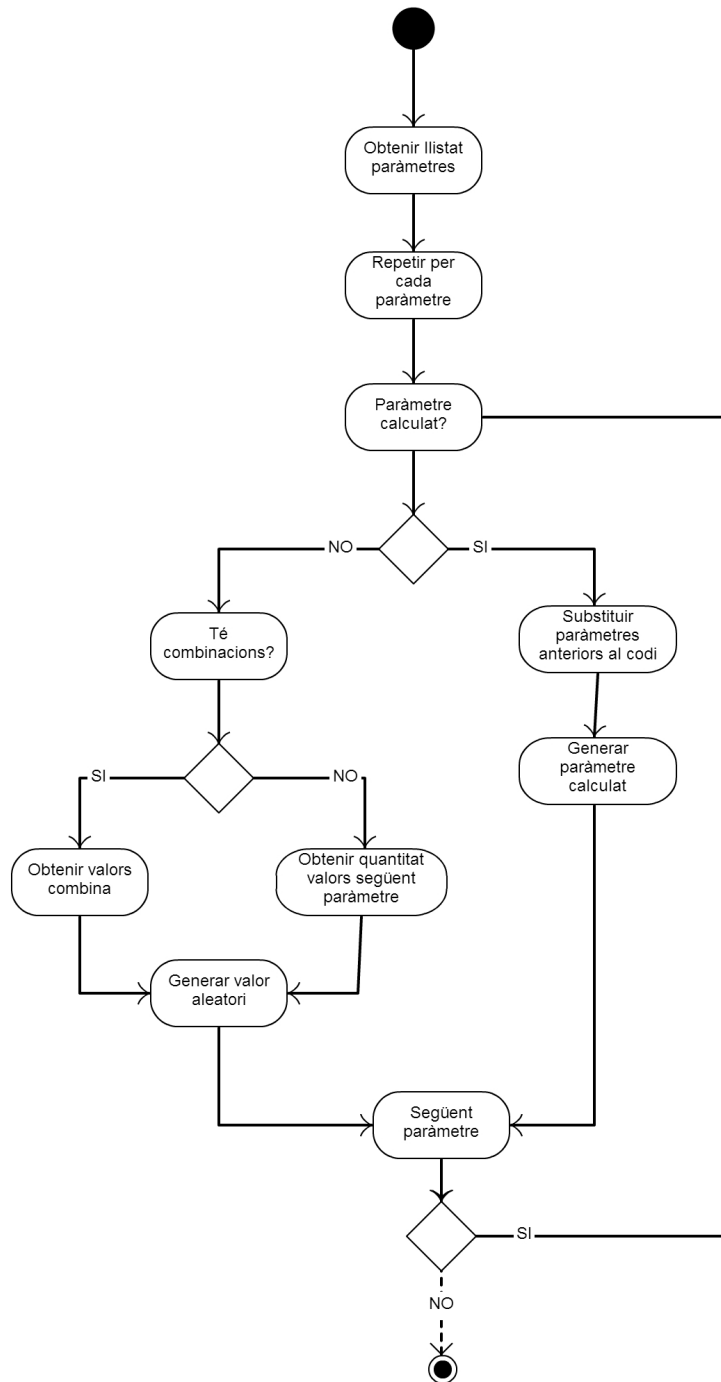 Obtenir llistat
paràmetres
Repetir per
cada
paràmetre
Paràmetre
calculat?
NO
SI
Té
combinacions?
Substituir
paràmetres
anteriors al codi
SI
NO
Generar
paràmetre
calculat
Obtenir valors
combina
Obtenir quantitat
valors següent
paràmetre
Generar valor
aleatori
Següent
paràmetre
SI
NO